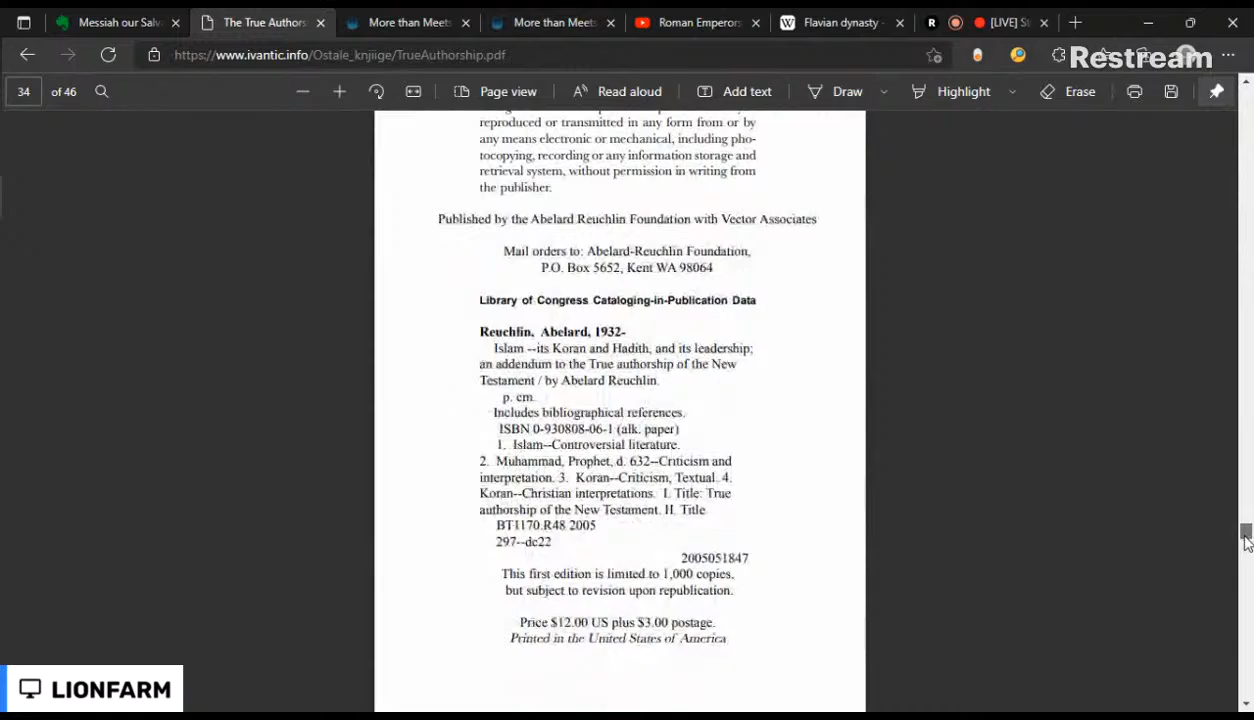 Messiah our Salv
The True Authors
More than Meets
More than Meets
Roman Emperors
Flavian dynasty -
[LIVE] St
https://www.ivantic.info/Ostale_knjiige/TrueAuthorship.pdf
Restream
34 of 46
Page view
Read aloud
Add text
Draw
Highlight
Erase
reproduced or transmitted in any form from or by
any means electronic or mechanical, including pho-
tocopying, recording or any information storage and
retrieval system, without permission in writing from
the publisher.
Published by the Abelard Reuchlin Foundation with Vector Associates
Mail orders to: Abelard-Reuchlin Foundation,
P.O. Box 5652, Kent WA 98064
Library of Congress Cataloging-in-Publication Data
Reuchlin, Abelard, 1932-
Islam --its Koran and Hadith, and its leadership;
an addendum to the True authorship of the New
Testament / by Abelard Reuchlin.
p. cm.
Includes bibliographical references.
ISBN 0-930808-06-1 (alk. paper)
1. Islam--Controversial literature.
2. Muhammad, Prophet, d. 632--Criticism and
interpretation. 3. Koran--Criticism, Textual. 4.
Koran--Christian interpretations. I. Title: True
authorship of the New Testament. II. Title
BT1170.R48 2005
297--dc22
2005051847
This first edition is limited to 1,000 copies,
but subject to revision upon republication.
Price $12.00 US plus $3.00 postage.
Printed in the United States of America
LIONFARM